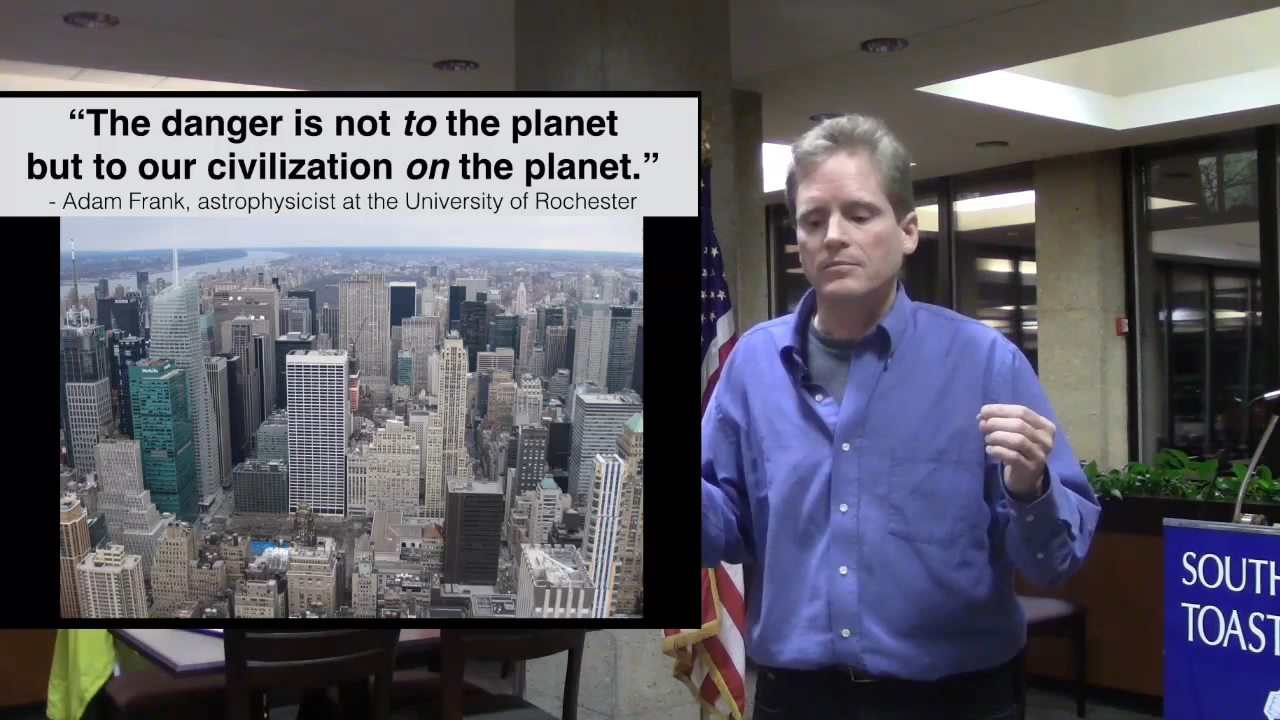 “The danger is not to the planet
but to our civilization on the planet.”
- Adam Frank, astrophysicist at the University of Rochester
MetLife
SOUTH
TOAST